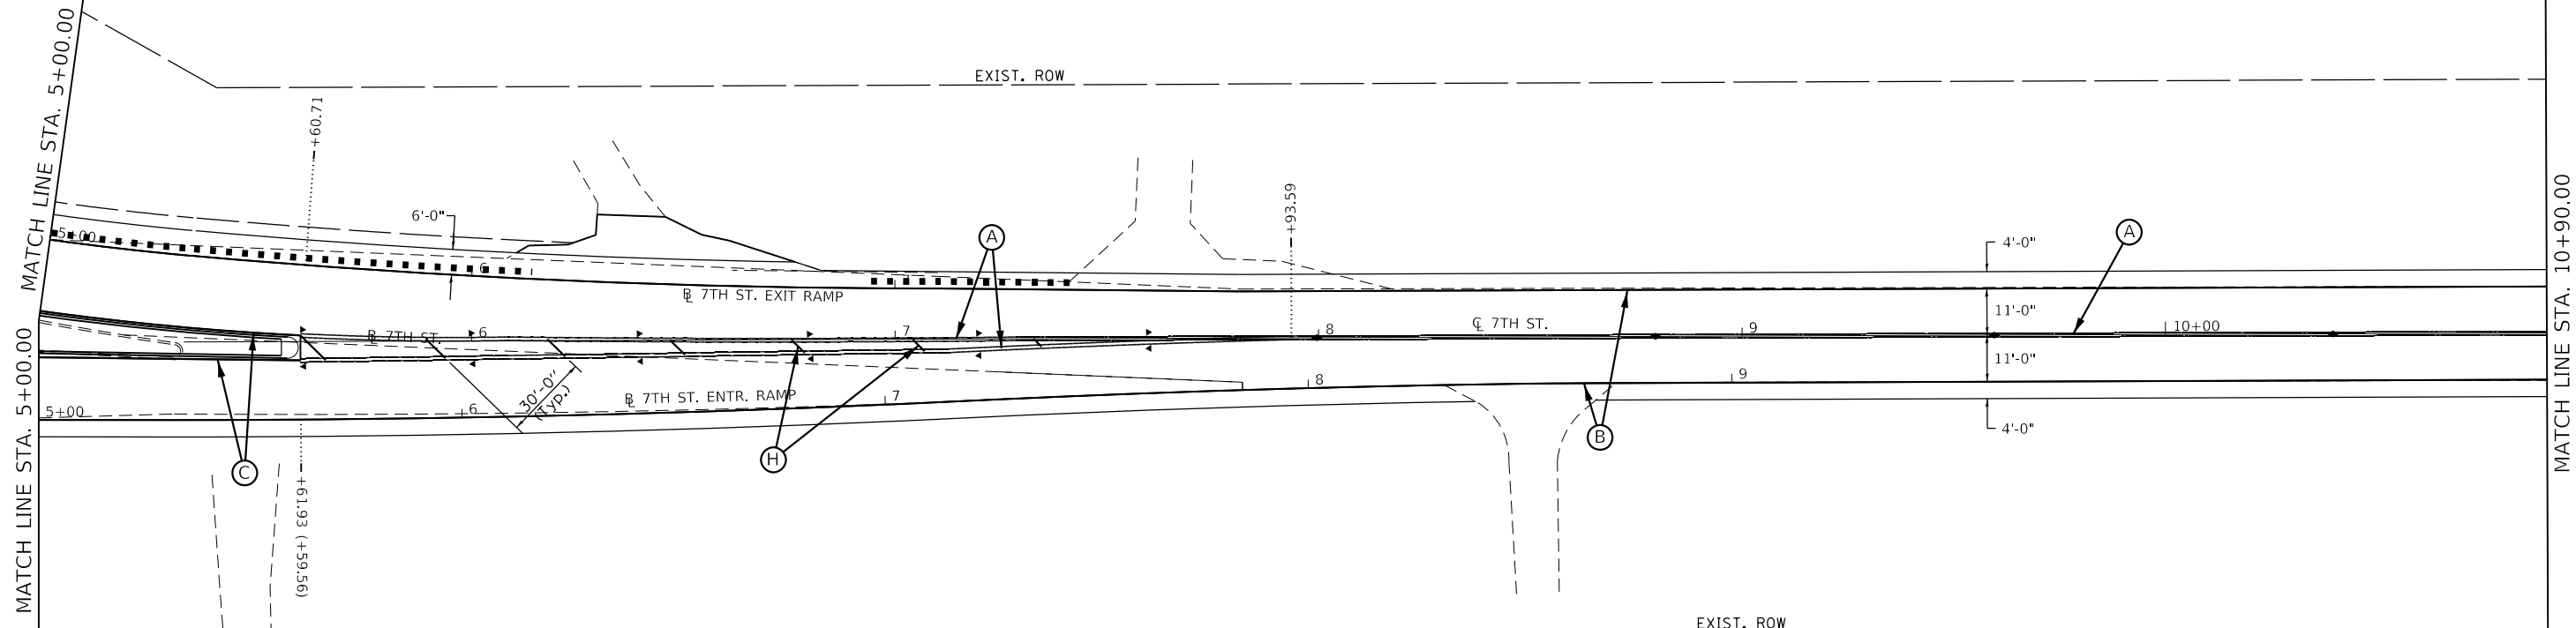 MATCH LINE STA. 5+00.00
EXIST. ROW
+60.71
+93.59
6'-0"
5+00
6
A
A
4'-0"
MATCH LINE STA. 10+90.00
℄ 7TH ST. EXIT RAMP
11'-0"
℄ 7TH ST.
6
7
8
℄ 7TH ST.
9
10+00
11'-0"
MATCH LINE STA. 5+00.00
30'-0"
(Typ.)
8
9
5+00
6
℄ 7TH ST. ENTR. RAMP
7
4'-0"
B
H
C
+61.93 (+59.56)
EXIST. ROW